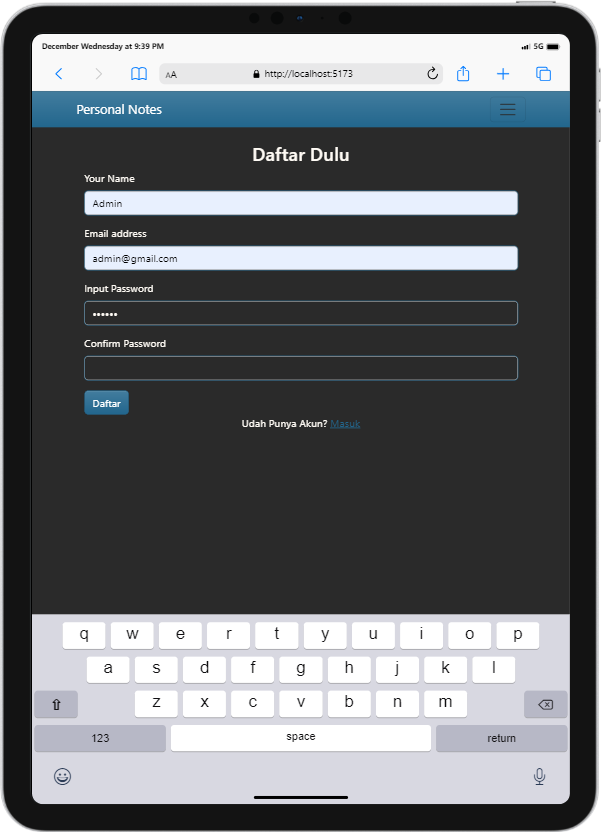 December Wednesday at 9:39 PM 5G
AA http://localhost:5173
Personal Notes
Daftar Dulu
Your Name
Admin
Email address
admin@gmail.com
Input Password
••••••
Confirm Password
Daftar
Udah Punya Akun? Masuk
q w e r t y u i o p
a s d f g h j k l
z x c v b n m
123 space return